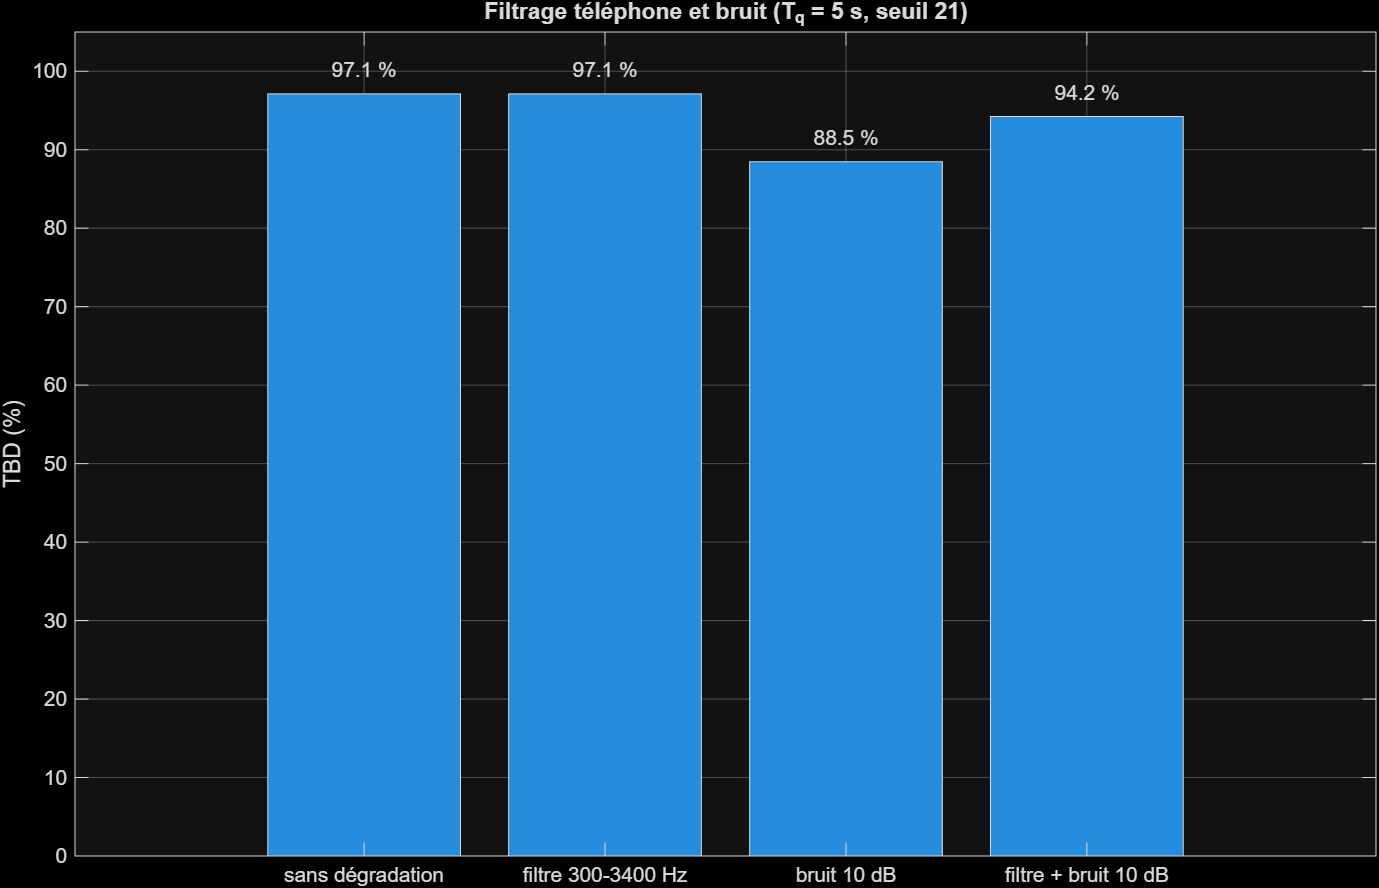 Filtrage téléphone et bruit (Tq = 5 s, seuil 21)
TBD (%)
100
90
80
70
60
50
40
30
20
10
0
97.1 %
97.1 %
88.5 %
94.2 %
sans dégradation
filtre 300-3400 Hz
bruit 10 dB
filtre + bruit 10 dB